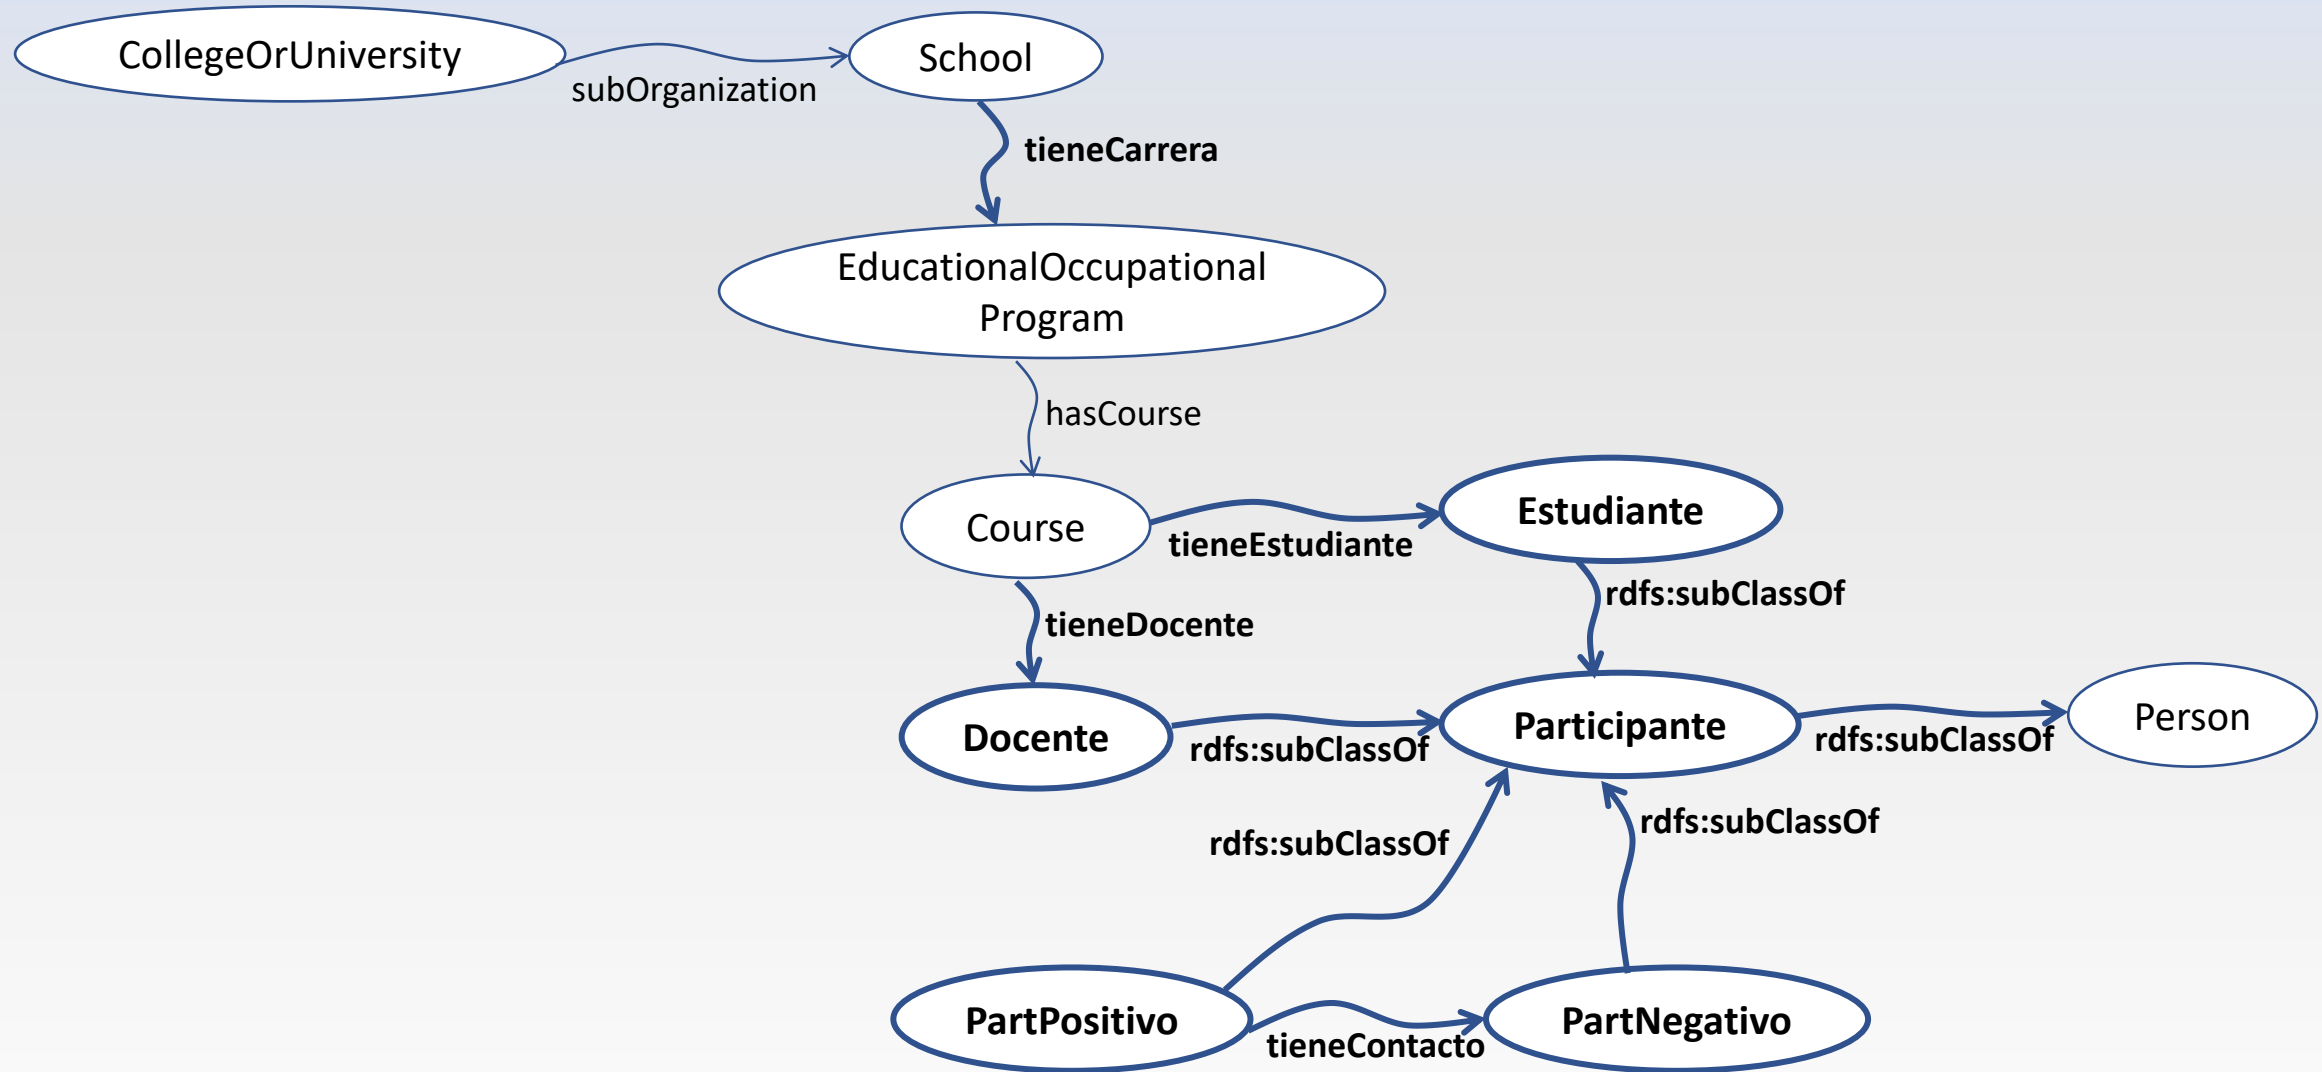 CollegeOrUniversity
subOrganization
School
tieneCarrera
EducationalOccupational
Program
hasCourse
Course
tieneEstudiante
Estudiante
rdfs:subClassOf
tieneDocente
Docente
rdfs:subClassOf
Participante
rdfs:subClassOf
Person
rdfs:subClassOf
rdfs:subClassOf
PartPositivo
tieneContacto
PartNegativo